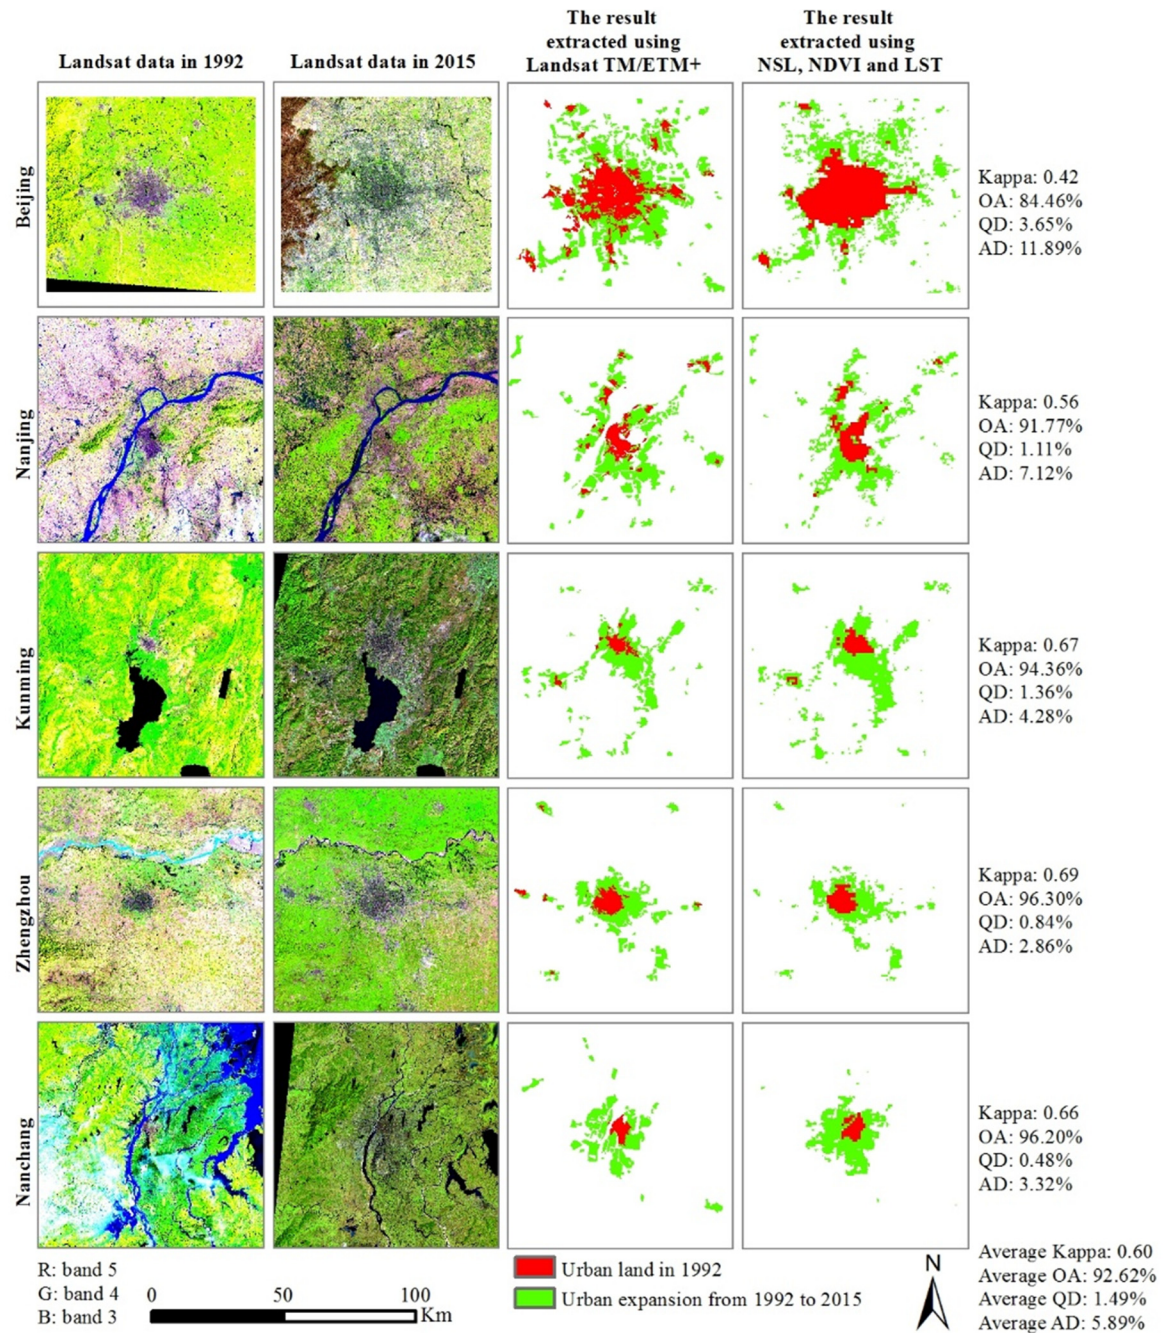 The result
extracted using
Landsat TM/ETM+
The result
extracted using
NSL, NDVI and LST
Landsat data in 1992
Landsat data in 2015
Beijing
Kappa: 0.42
OA: 84.46%
QD: 3.65%
AD: 11.89%
Nanjing
Kappa: 0.56
OA: 91.77%
QD: 1.11%
AD: 7.12%
Kunming
Kappa: 0.67
OA: 94.36%
QD: 1.36%
AD: 4.28%
Zhengzhou
Kappa: 0.69
OA: 96.30%
QD: 0.84%
AD: 2.86%
Nanchang
Kappa: 0.66
OA: 96.20%
QD: 0.48%
AD: 3.32%
R: band 5
G: band 4
B: band 3
0 50 100
Km
Urban land in 1992
Urban expansion from 1992 to 2015
N
Average Kappa: 0.60
Average OA: 92.62%
Average QD: 1.49%
Average AD: 5.89%